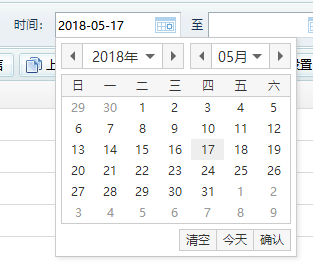 时间： 2018-05-17 至
2018年 05月
上 设置
日 一 二 三 四 五 六
29 30 1 2 3 4 5
6 7 8 9 10 11 12
13 14 15 16 17 18 19
20 21 22 23 24 25 26
27 28 29 30 31 1 2
3 4 5 6 7 8 9
清空 今天 确认